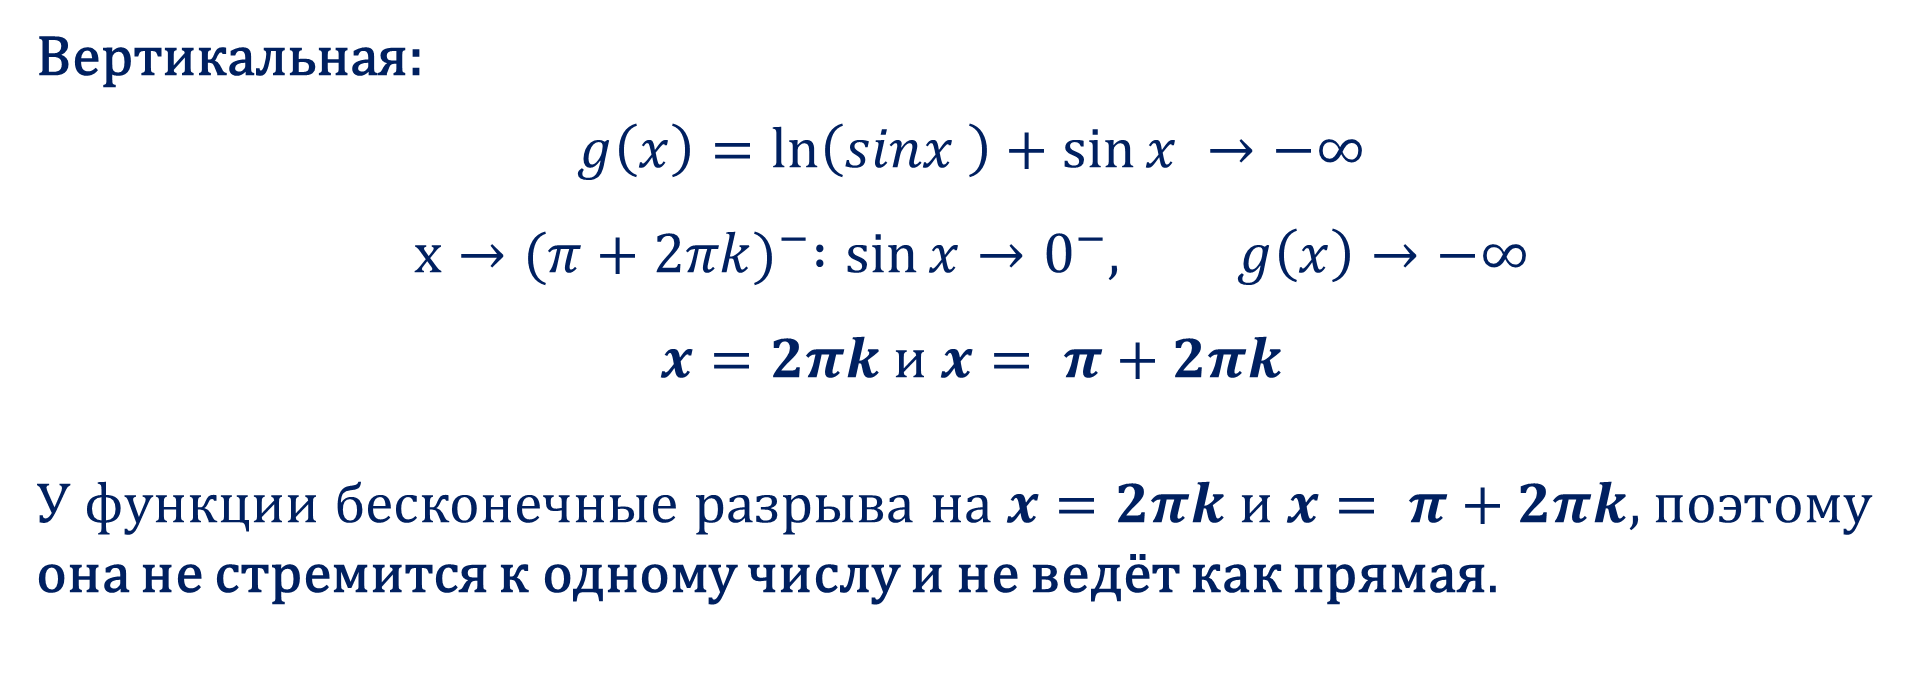 Вертикальная:
g(x) = ln(sinx ) + sin x → −∞
x → (π + 2πk)⁻: sin x → 0⁻, g(x) → −∞
x = 2πk и x = π + 2πk
У функции бесконечные разрыва на x = 2πk и x = π + 2πk, поэтому
она не стремится к одному числу и не ведёт как прямая.